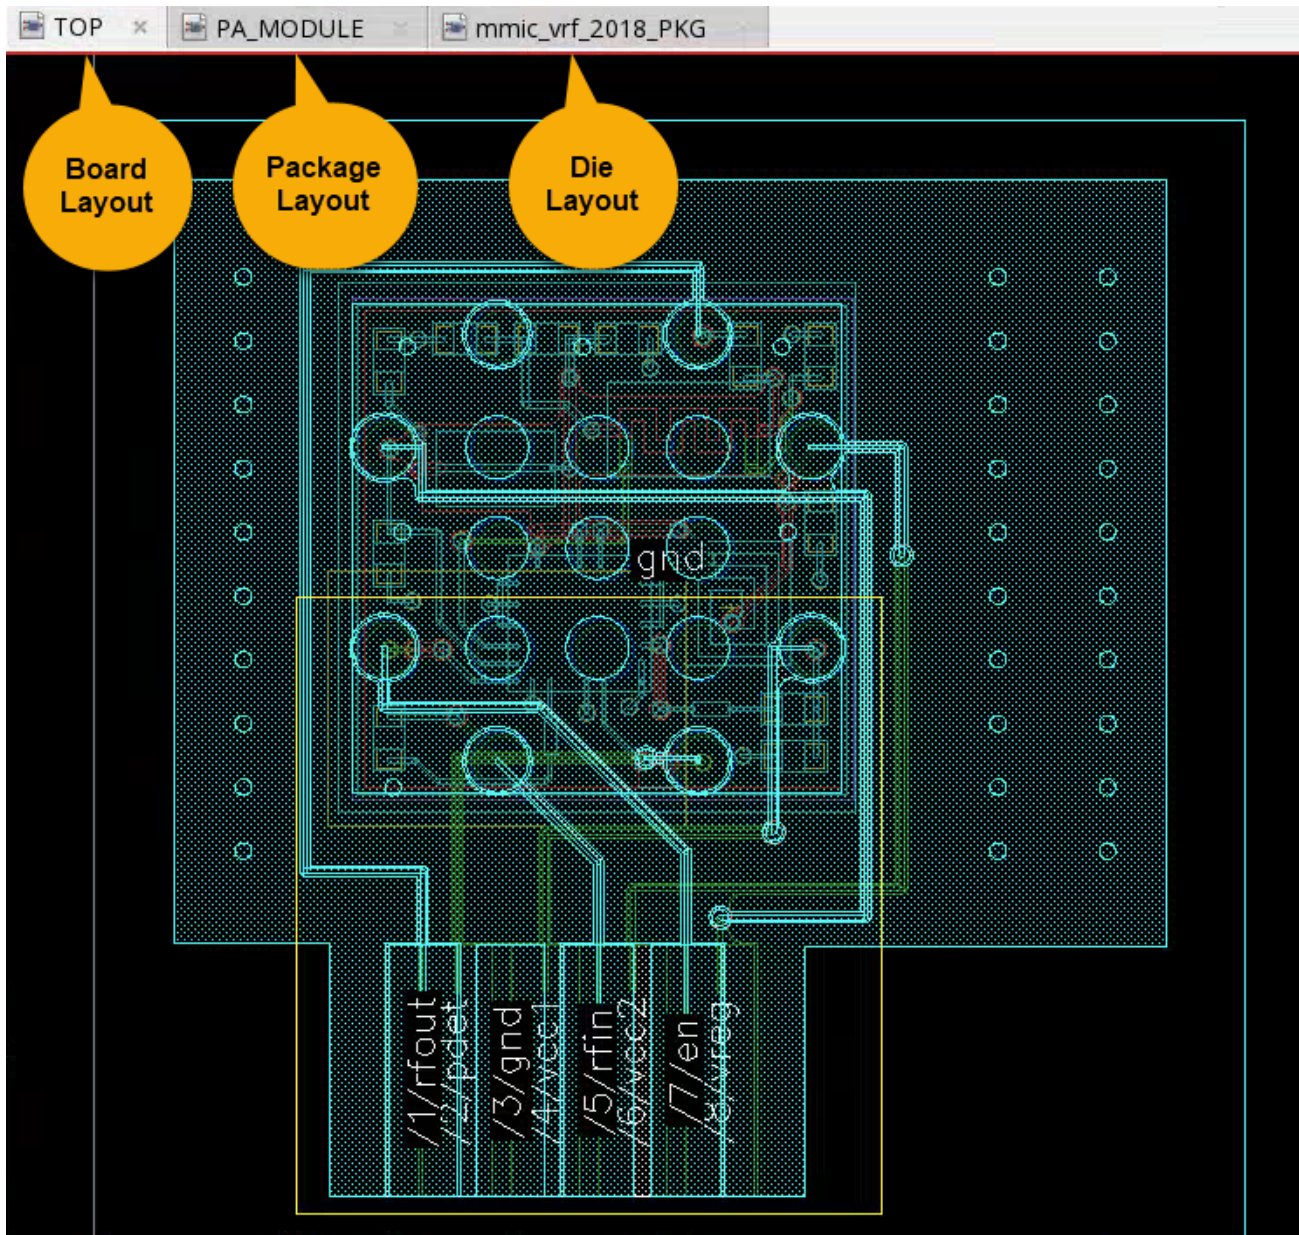 TOP
PA_MODULE
mmic_vrf_2018_PKG
Board
Layout
Package
Layout
Die
Layout
gnd
/1/rfout
/2/pdet
/3/gnd
/4/vcc1
/5/rfin
/6/vcc2
/7/en
/8/vreg